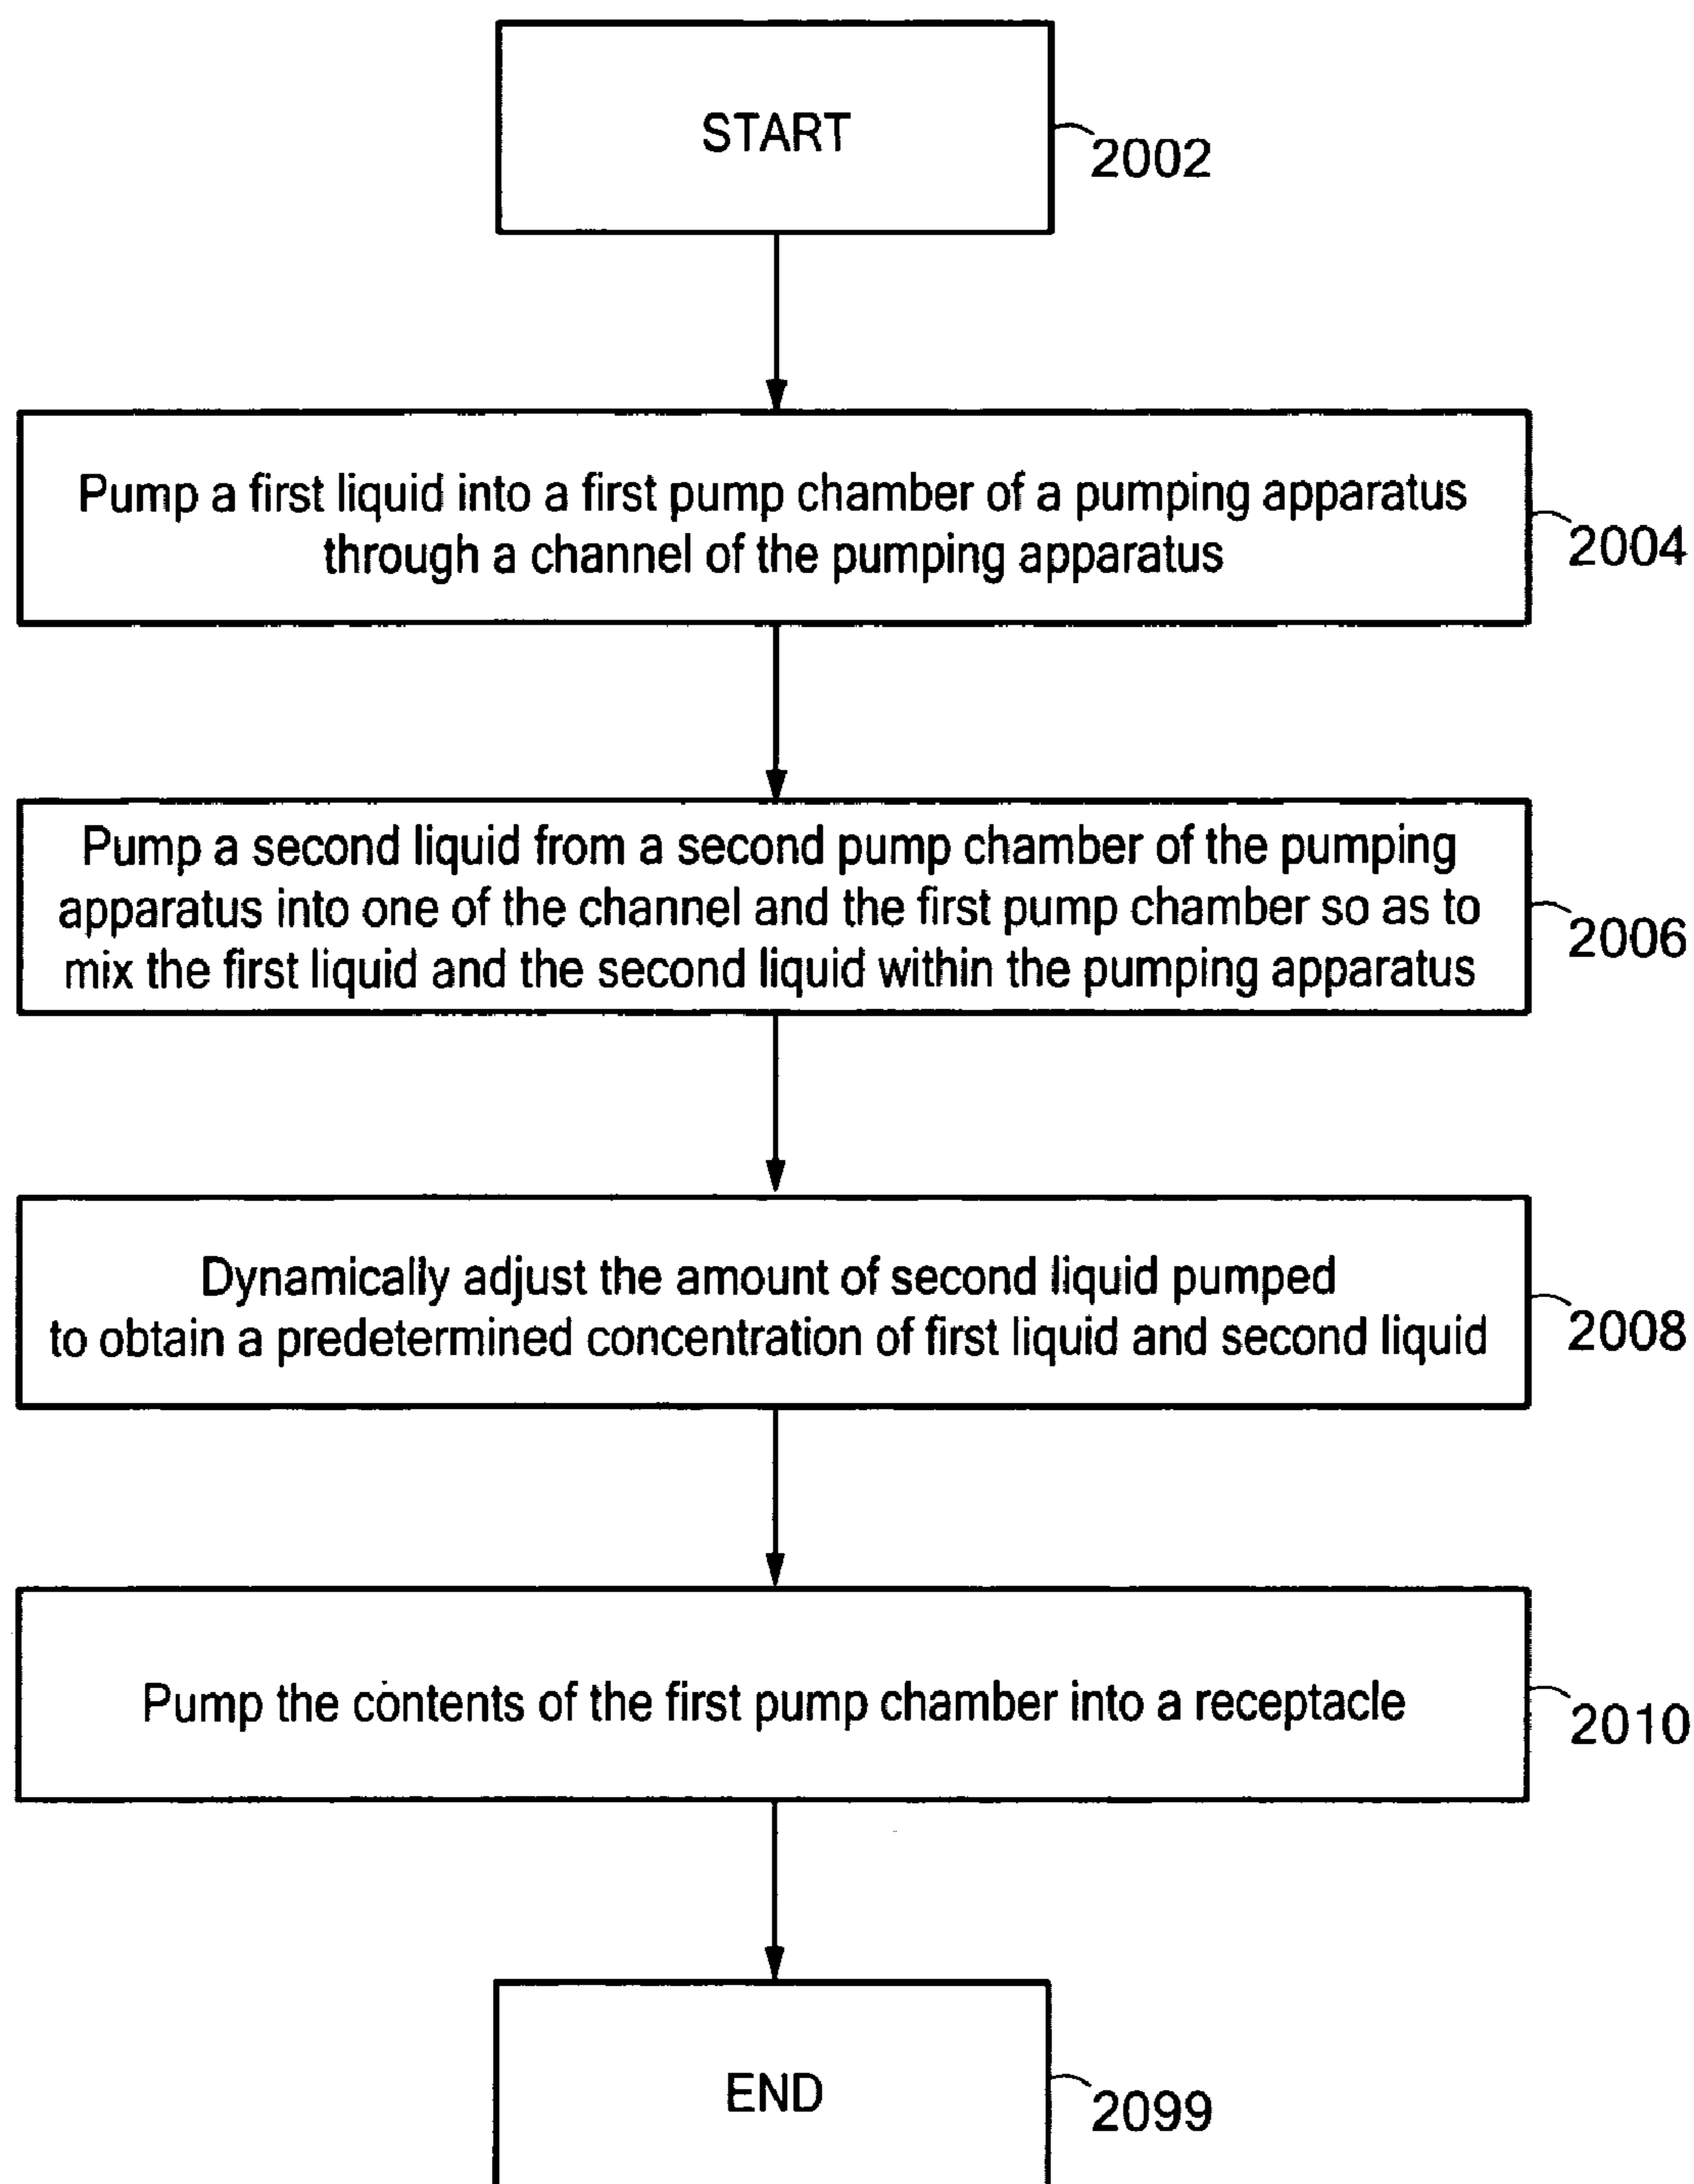 START
2002
Pump a first liquid into a first pump chamber of a pumping apparatus
through a channel of the pumping apparatus
2004
Pump a second liquid from a second pump chamber of the pumping
apparatus into one of the channel and the first pump chamber so as to
mix the first liquid and the second liquid within the pumping apparatus
2006
Dynamically adjust the amount of second liquid pumped
to obtain a predetermined concentration of first liquid and second liquid
2008
Pump the contents of the first pump chamber into a receptacle
2010
END
2099